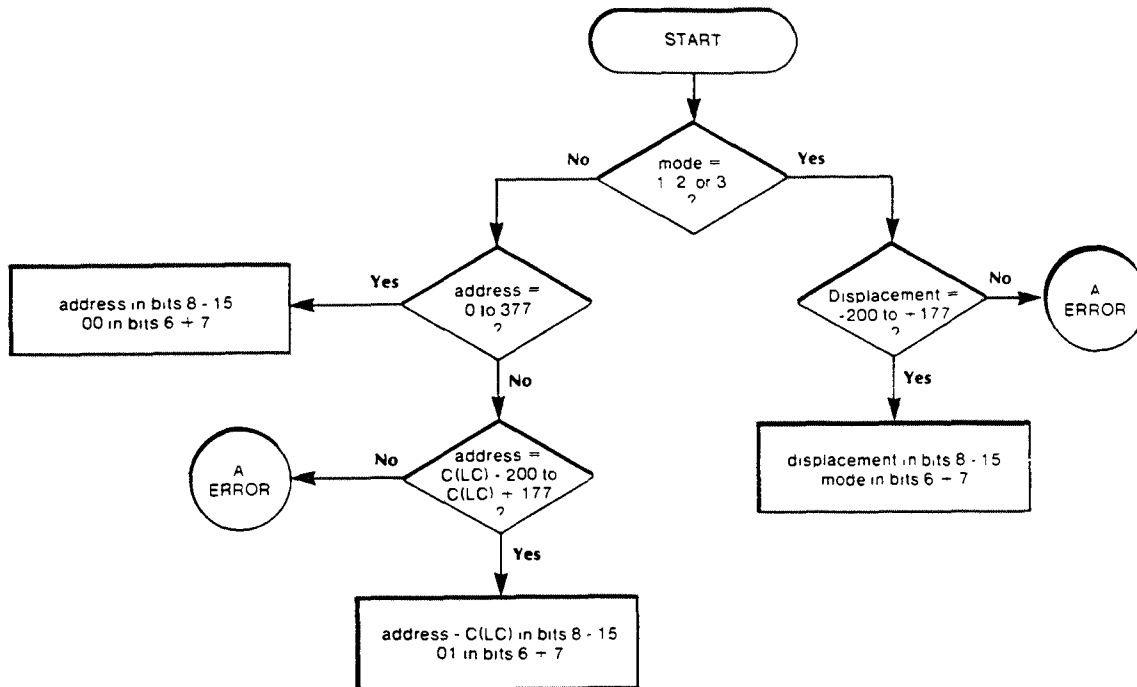 START
No
mode =
1 2 or 3
?
Yes
Yes
address =
0 to 377
?
address in bits 8 - 15
00 in bits 6 + 7
Displacement =
-200 to +177
?
No
A
ERROR
No
Yes
address =
C(LC) - 200 to
C(LC) + 177
?
No
A
ERROR
displacement in bits 8 - 15
mode in bits 6 + 7
Yes
address - C(LC) in bits 8 - 15
01 in bits 6 + 7